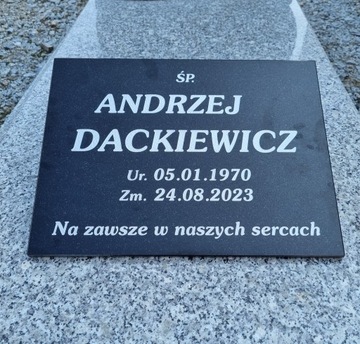 ŚP.
ANDRZEJ
DACKIEWICZ
Ur. 05.01.1970
Zm. 24.08.2023
Na zawsze w naszych sercach